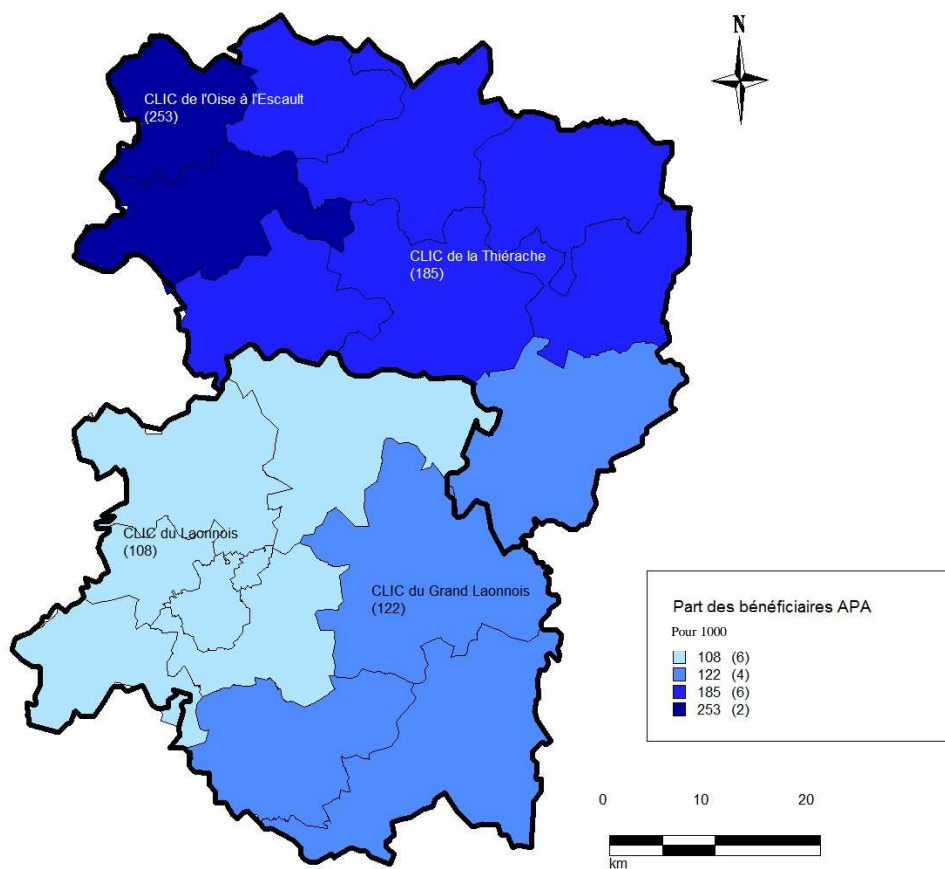 N
CLIC de l'Oise à l'Escault
(253)
CLIC de la Thiérache
(185)
CLIC du Laonnois
(108)
CLIC du Grand Laonnois
(122)
Part des bénéficiaires APA
Pour 1000
108 (6)
122 (4)
185 (6)
253 (2)
0 10 20
km